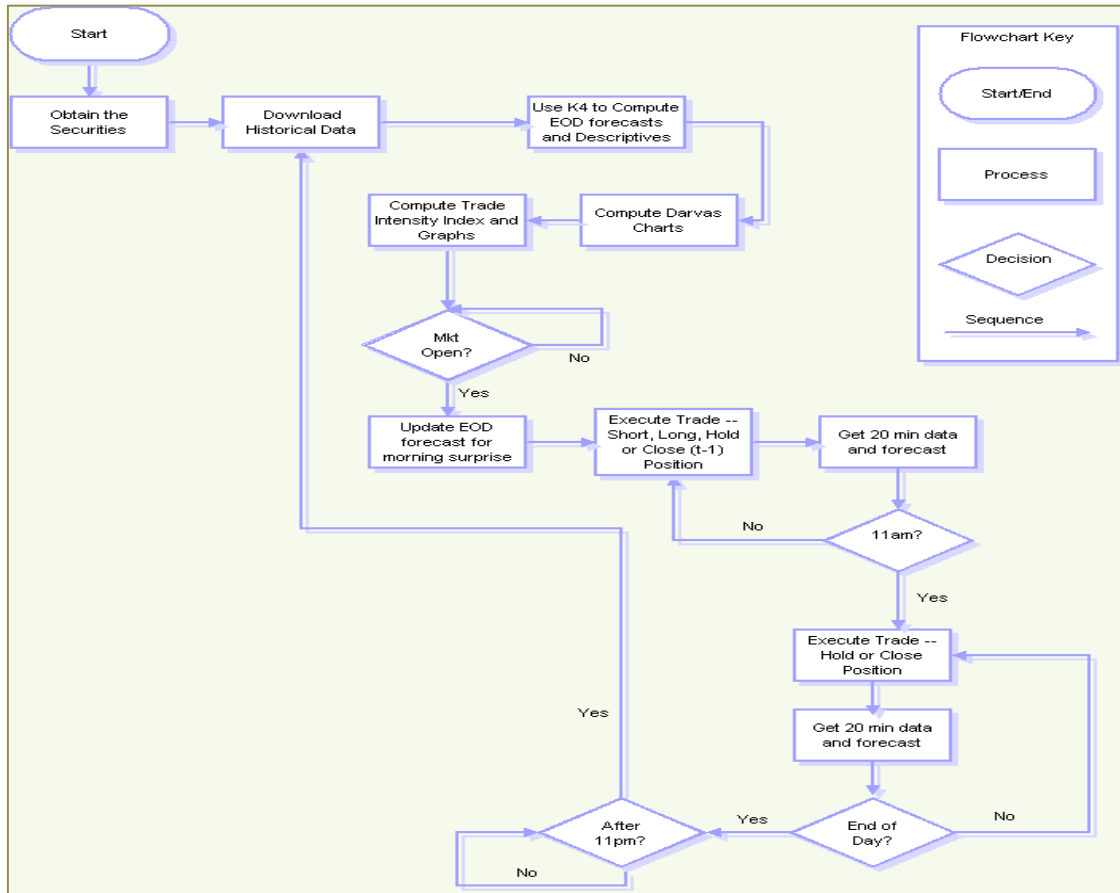 Start
Flowchart Key
Start/End
Process
Decision
Sequence
Obtain the
Securities
Download
Historical Data
Use K4 to Compute
EOD forecasts
and Descriptives
Compute Darvas
Charts
Compute Trade
Intensity Index and
Graphs
Mkt
Open?
No
Yes
Update EOD
forecast for
morning surprise
Execute Trade --
Short, Long, Hold
or Close (t-1)
Position
Get 20 min data
and forecast
11am?
No
Yes
Execute Trade --
Hold or Close
Position
Get 20 min data
and forecast
End of
Day?
No
Yes
After
11pm?
No
Yes